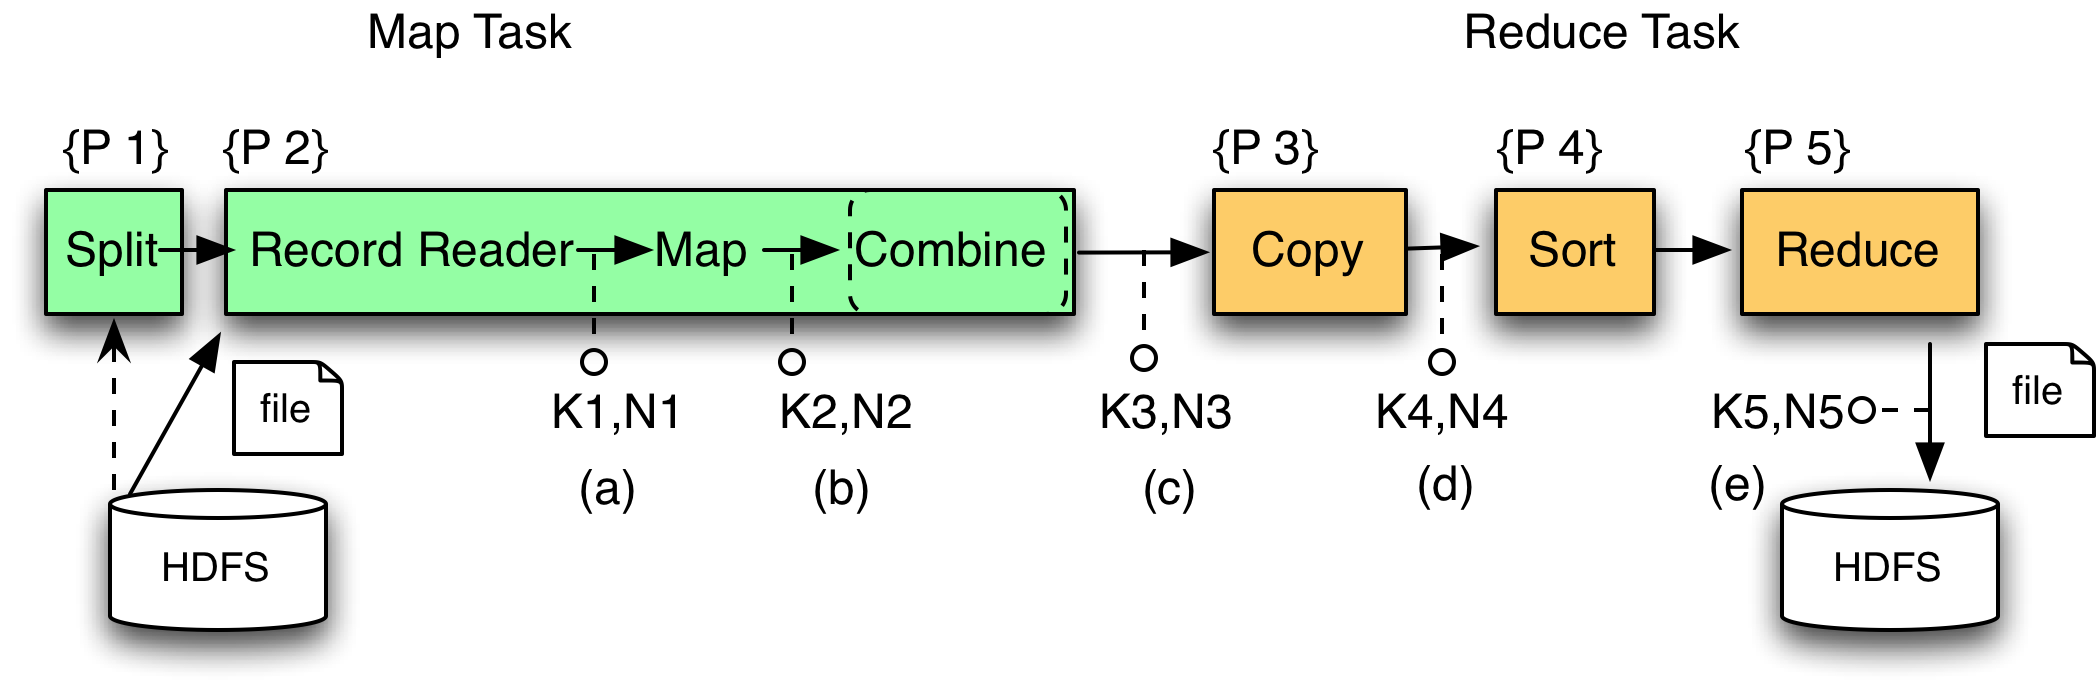 Map Task
Reduce Task
{P 1}
{P 2}
{P 3}
{P 4}
{P 5}
Split
Record Reader
Map
Combine
Copy
Sort
Reduce
file
K1,N1
K2,N2
K3,N3
K4,N4
K5,N5
file
(a)
(b)
(c)
(d)
(e)
HDFS
HDFS